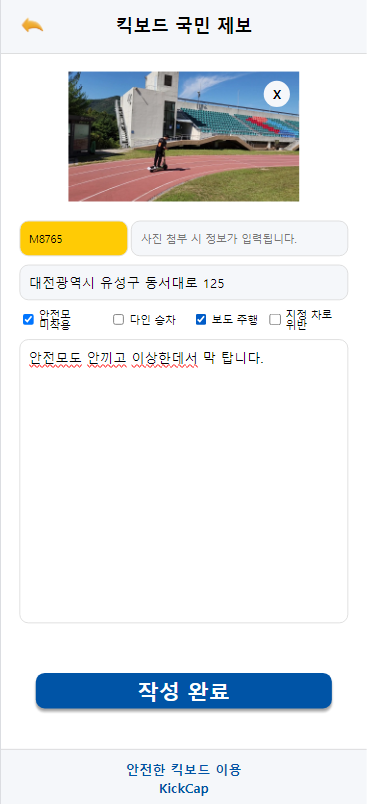 킥보드 국민 제보
X
M8765
사진 첨부 시 정보가 입력됩니다.
대전광역시 유성구 동서대로 125
안전모
미착용
다인 승차
보도 주행
지정 차로
위반
안전모도 안끼고 이상한데서 막 탑니다.
작성 완료
안전한 킥보드 이용
KickCap